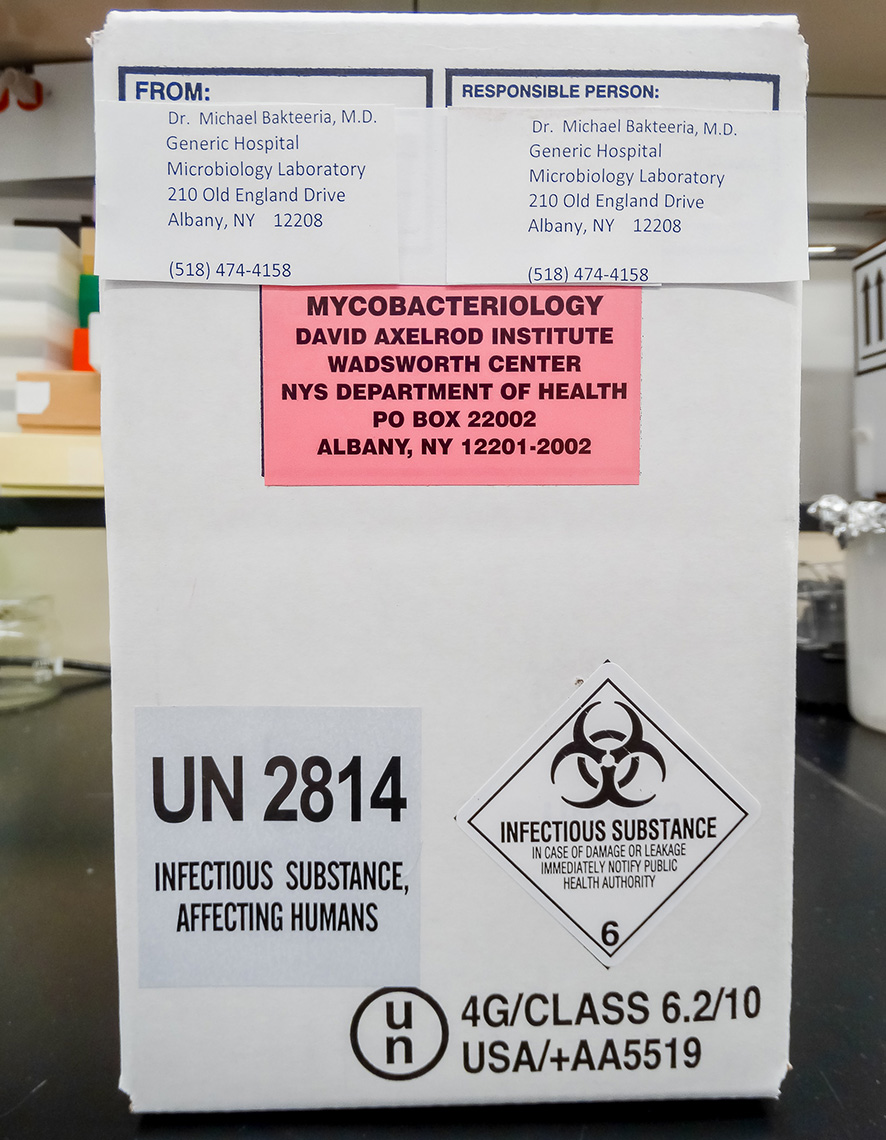 FROM:
Dr. Michael Bakteeria, M.D.
Generic Hospital
Microbiology Laboratory
210 Old England Drive
Albany, NY 12208
(518) 474-4158
RESPONSIBLE PERSON:
Dr. Michael Bakteeria, M.D.
Generic Hospital
Microbiology Laboratory
210 Old England Drive
Albany, NY 12208
(518) 474-4158
MYCOBACTERIOLOGY
DAVID AXELROD INSTITUTE
WADSWORTH CENTER
NYS DEPARTMENT OF HEALTH
PO BOX 22002
ALBANY, NY 12201-2002
UN 2814
INFECTIOUS SUBSTANCE,
AFFECTING HUMANS
INFECTIOUS SUBSTANCE
IN CASE OF DAMAGE OR LEAKAGE
IMMEDIATELY NOTIFY PUBLIC
HEALTH AUTHORITY
6
u
n
4G/CLASS 6.2/10
USA/+AA5519